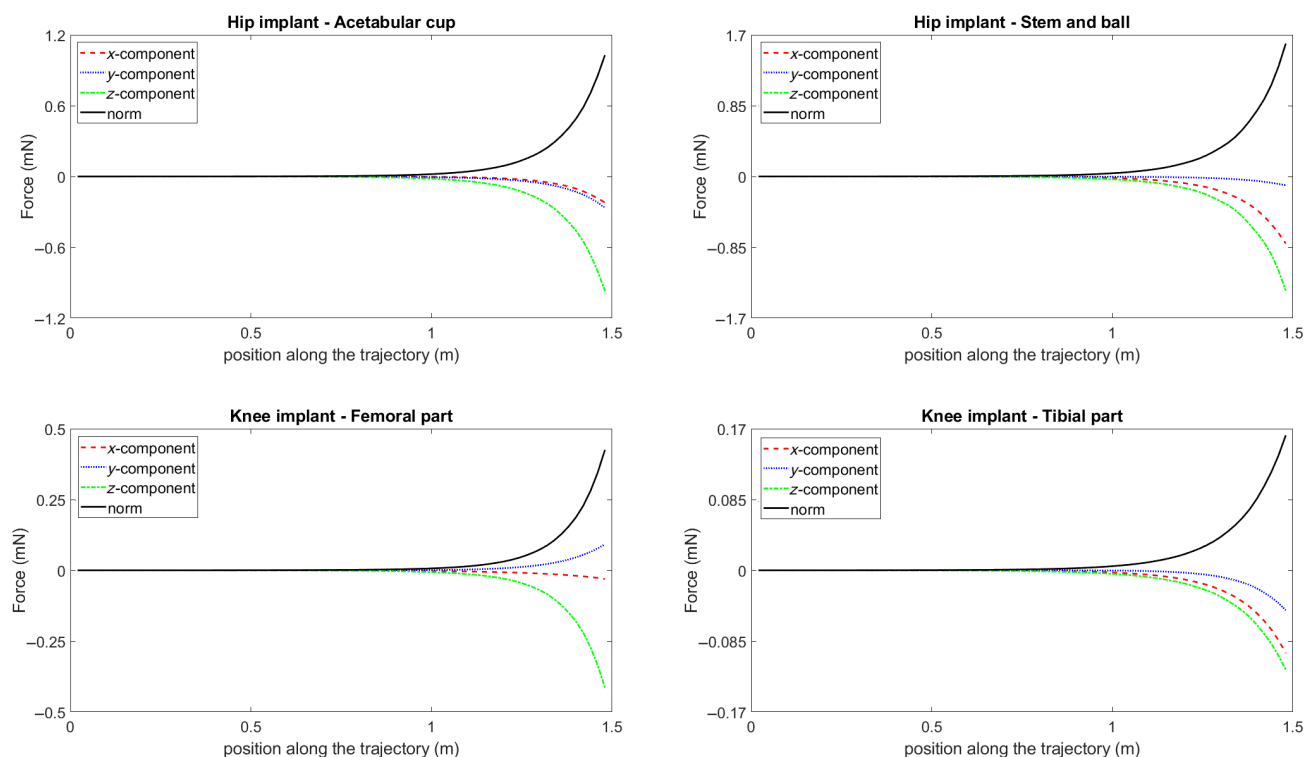 Hip implant - Acetabular cup
1.2
0.6
0
–0.6
–1.2
Force (mN)
x-component
y-component
z-component
norm
0
0.5
1
1.5
position along the trajectory (m)
Hip implant - Stem and ball
1.7
0.85
0
–0.85
–1.7
Force (mN)
x-component
y-component
z-component
norm
0
0.5
1
1.5
position along the trajectory (m)
Knee implant - Femoral part
0.5
0.25
0
–0.25
–0.5
Force (mN)
x-component
y-component
z-component
norm
0
0.5
1
1.5
position along the trajectory (m)
Knee implant - Tibial part
0.17
0.085
0
–0.085
–0.17
Force (mN)
x-component
y-component
z-component
norm
0
0.5
1
1.5
position along the trajectory (m)